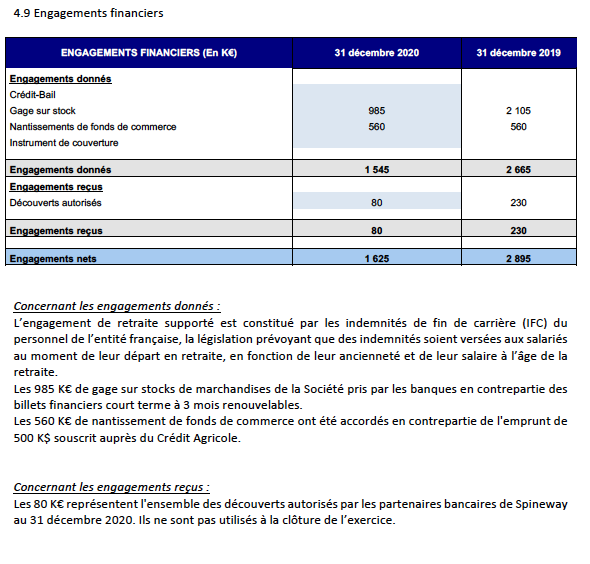 4.9 Engagements financiers
ENGAGEMENTS FINANCIERS (En K€) 31 décembre 2020 31 décembre 2019
Engagements donnés
Crédit-Bail
Gage sur stock 985 2 105
Nantissements de fonds de commerce 560 560
Instrument de couverture
Engagements donnés 1 545 2 665
Engagements reçus
Découverts autorisés 80 230
Engagements reçus 80 230
Engagements nets 1 625 2 895
Concernant les engagements donnés :
L'engagement de retraite supporté est constitué par les indemnités de fin de carrière (IFC) du
personnel de l'entité française, la législation prévoyant que des indemnités soient versées aux salariés
au moment de leur départ en retraite, en fonction de leur ancienneté et de leur salaire à l'âge de la
retraite.
Les 985 K€ de gage sur stocks de marchandises de la Société pris par les banques en contrepartie des
billets financiers court terme à 3 mois renouvelables.
Les 560 K€ de nantissement de fonds de commerce ont été accordés en contrepartie de l'emprunt de
500 K$ souscrit auprès du Crédit Agricole.
Concernant les engagements reçus :
Les 80 K€ représentent l'ensemble des découverts autorisés par les partenaires bancaires de Spineway
au 31 décembre 2020. Ils ne sont pas utilisés à la clôture de l'exercice.